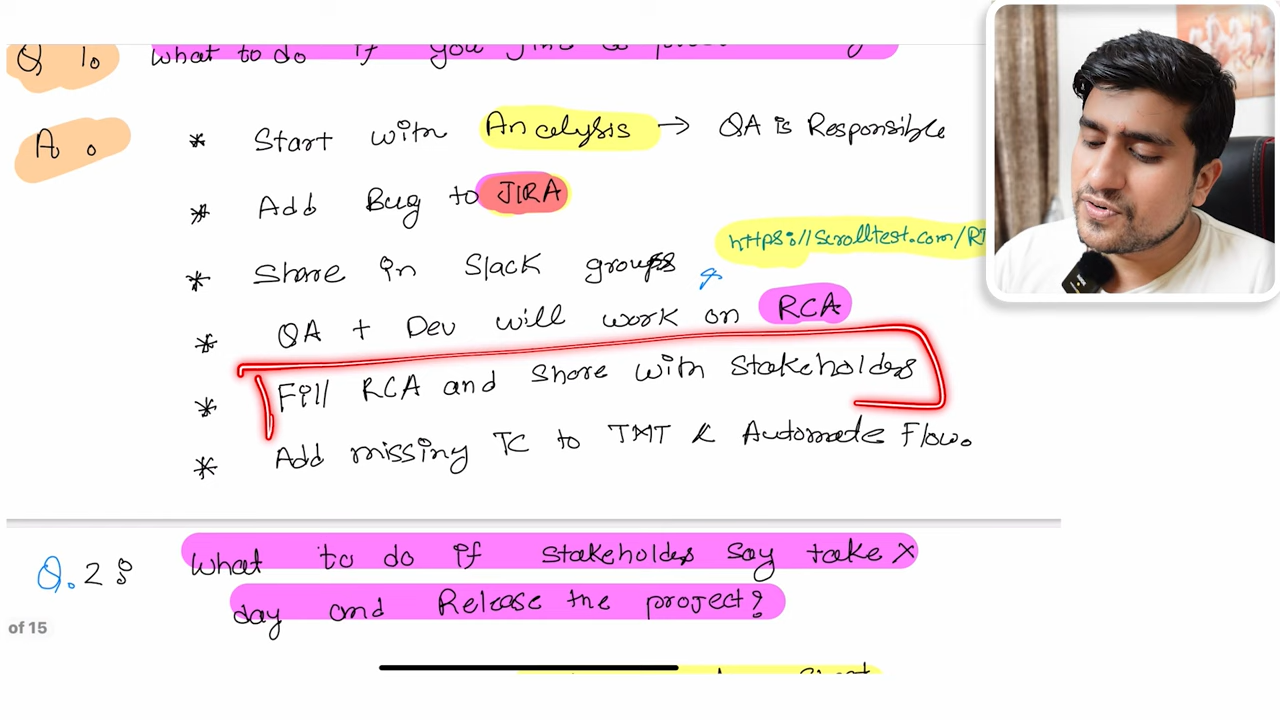 Q 1.
What to do if you
A.
* Start with Analysis → QA is Responsible
* Add Bug to JIRA
https://scrolltest.com/RT
* Share in Slack groups
* QA + Dev will work on RCA
* Fill RCA and Share with Stakeholders
* Add missing TC to TMT & Automate Flow.
Q.2: What to do if stakeholders say take X
day and Release the project?
of 15